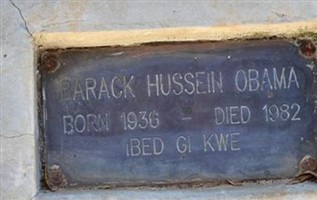 BARACK HUSSEIN OBAMA
BORN 1936 - DIED 1982
IBED GI KWE